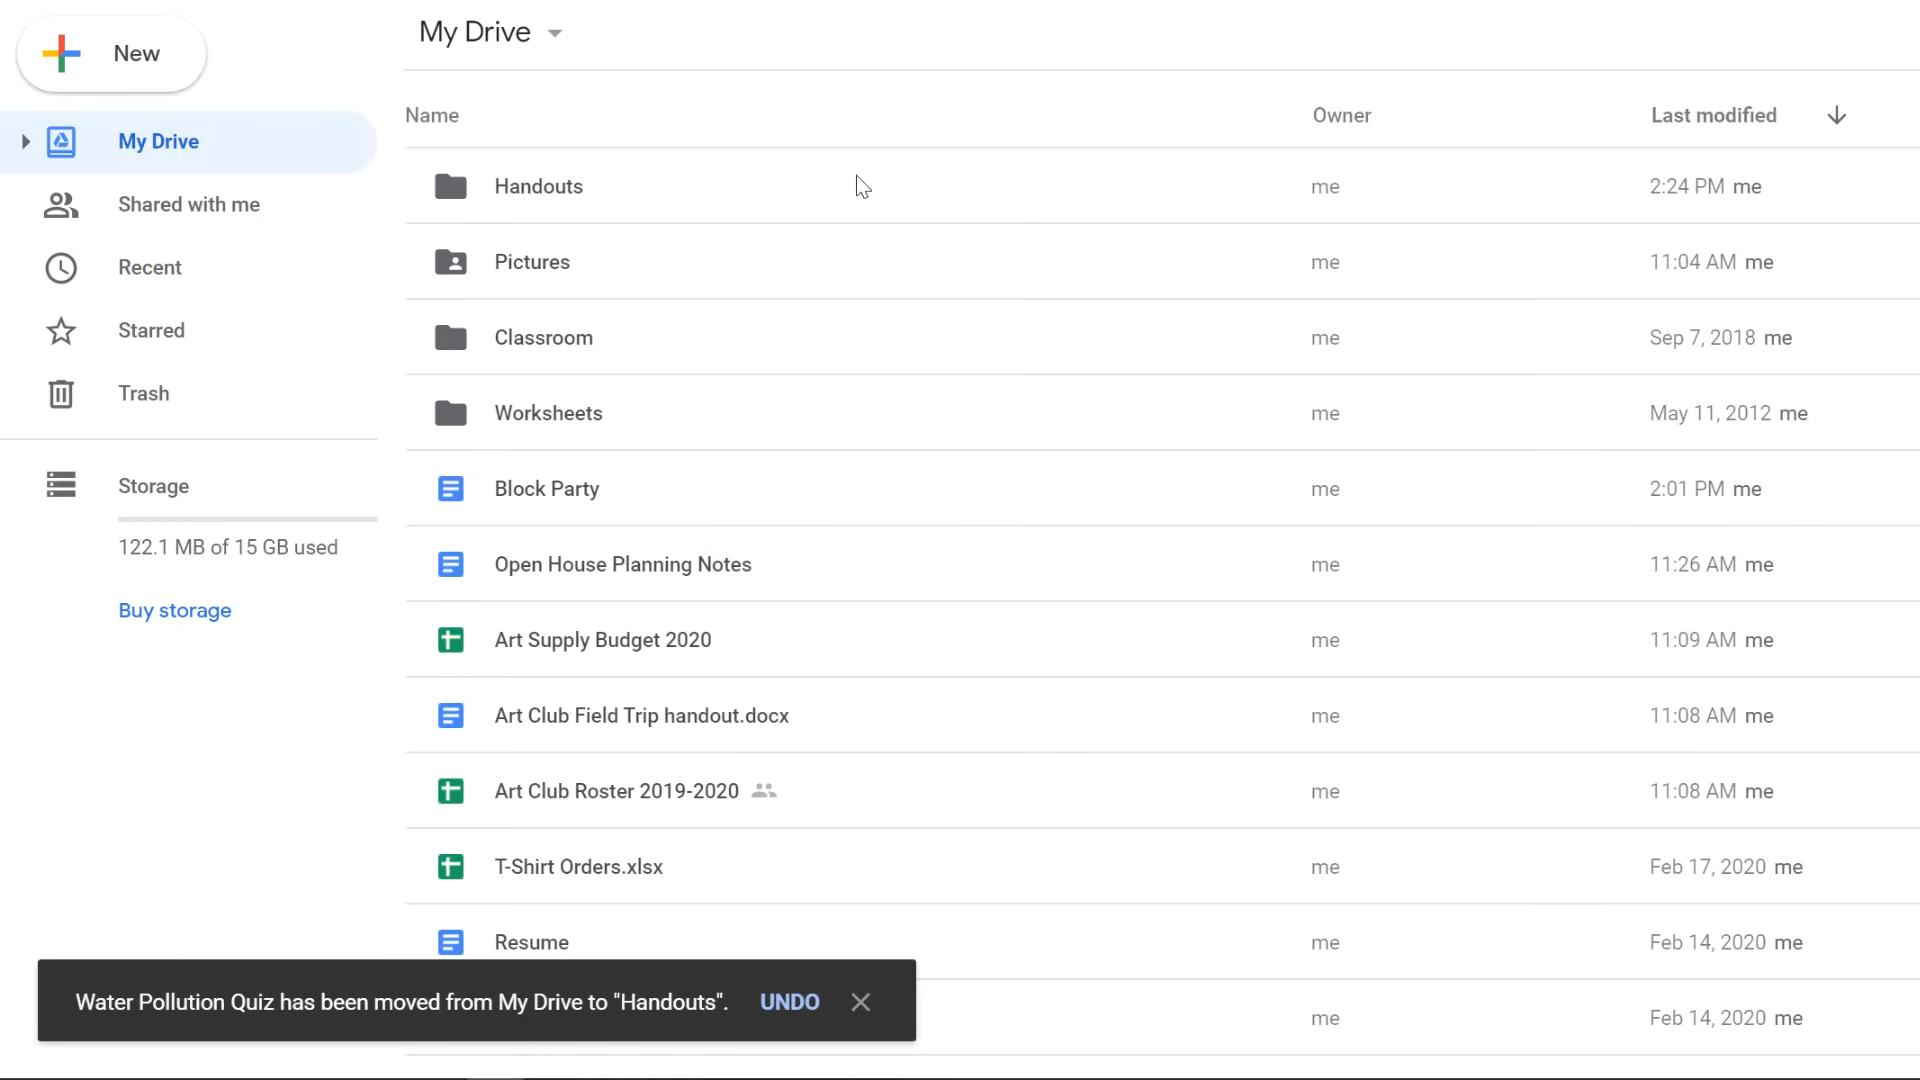 New
My Drive
My Drive
Shared with me
Recent
Starred
Trash
Storage
122.1 MB of 15 GB used
Buy storage
Name Owner Last modified
Handouts me 2:24 PM me
Pictures me 11:04 AM me
Classroom me Sep 7, 2018 me
Worksheets me May 11, 2012 me
Block Party me 2:01 PM me
Open House Planning Notes me 11:26 AM me
Art Supply Budget 2020 me 11:09 AM me
Art Club Field Trip handout.docx me 11:08 AM me
Art Club Roster 2019-2020 me 11:08 AM me
T-Shirt Orders.xlsx me Feb 17, 2020 me
Resume me Feb 14, 2020 me
me Feb 14, 2020 me
Water Pollution Quiz has been moved from My Drive to "Handouts". UNDO